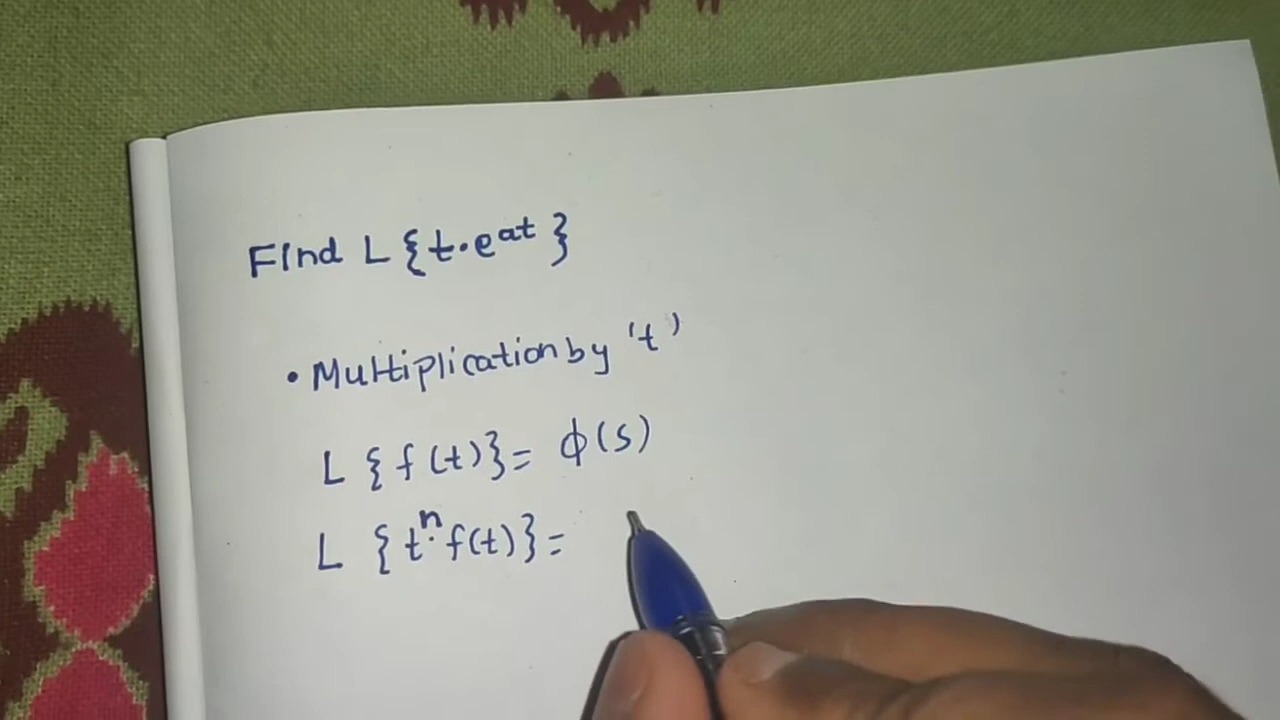 Find L{t.e^at}
• Multiplication by 't'
L {f(t)} = ϕ(s)
L {t^n.f(t)} =